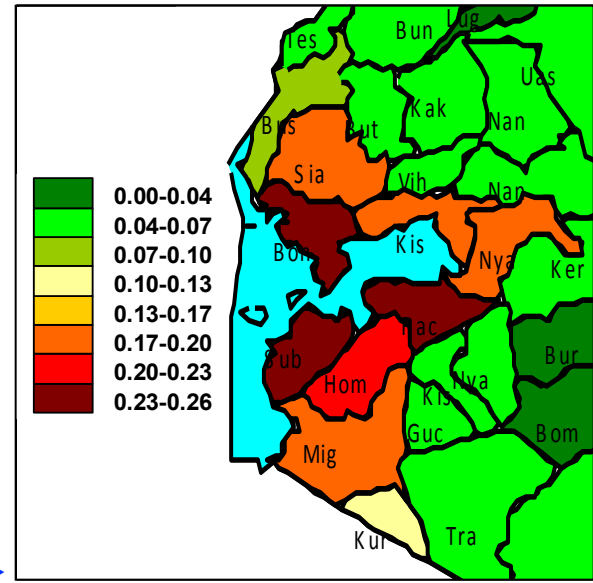 Tes
Bun
Lug
Uas
Bus
But
Kak
Nan
Sia
Vih
Nan
0.00-0.04
0.04-0.07
0.07-0.10
0.10-0.13
0.13-0.17
0.17-0.20
0.20-0.23
0.23-0.26
Bon
Kis
Nya
Ker
Rac
Bur
Sub
Hom
Nya
Kis
Guc
Bom
Mig
Kur
Tra